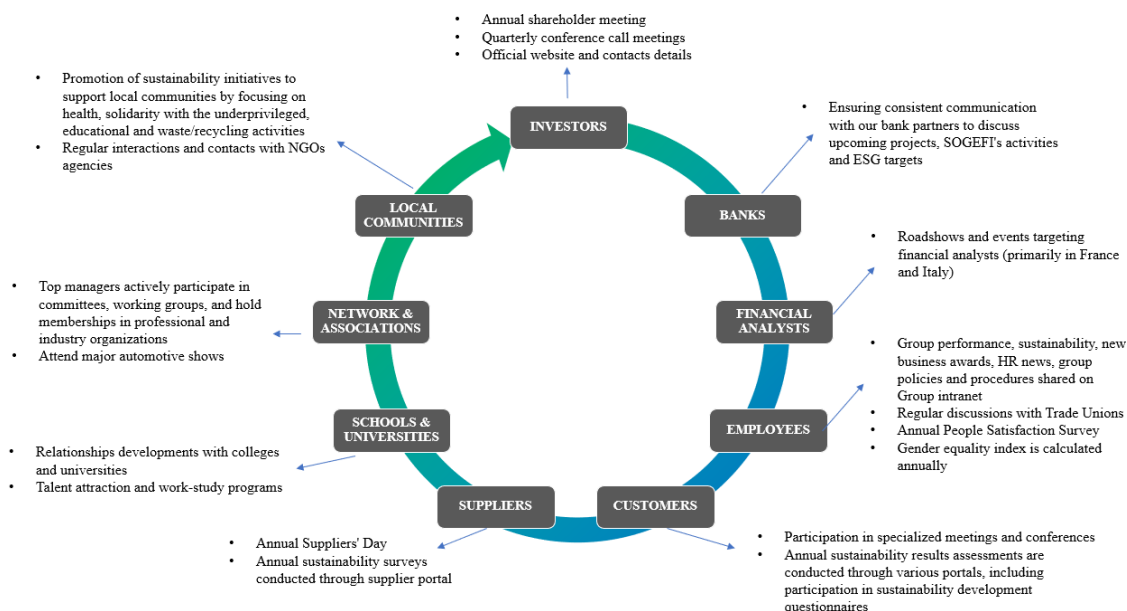 • Annual shareholder meeting
• Quarterly conference call meetings
• Official website and contacts details
INVESTORS
• Ensuring consistent communication
with our bank partners to discuss
upcoming projects, SOGEFI's activities
and ESG targets
BANKS
• Roadshows and events targeting
financial analysts (primarily in France
and Italy)
FINANCIAL
ANALYSTS
• Group performance, sustainability, new
business awards, HR news, group
policies and procedures shared on
Group intranet
• Regular discussions with Trade Unions
• Annual People Satisfaction Survey
• Gender equality index is calculated
annually
EMPLOYEES
• Participation in specialized meetings and conferences
• Annual sustainability results assessments are
conducted through various portals, including
participation in sustainability development
questionnaires
CUSTOMERS
• Annual Suppliers' Day
• Annual sustainability surveys
conducted through supplier portal
SUPPLIERS
• Relationships developments with colleges
and universities
• Talent attraction and work-study programs
SCHOOLS &
UNIVERSITIES
• Top managers actively participate in
committees, working groups, and hold
memberships in professional and
industry organizations
• Attend major automotive shows
NETWORK &
ASSOCIATIONS
• Promotion of sustainability initiatives to
support local communities by focusing on
health, solidarity with the underprivileged,
educational and waste/recycling activities
• Regular interactions and contacts with NGOs
agencies
LOCAL
COMMUNITIES